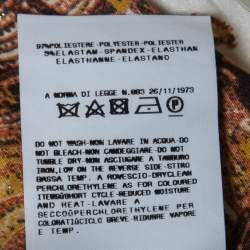 97%POLIESTERE-POLYESTER-POLIESTER
3%ELASTAM-SPANDEX-ELASTHAN
ELASTHANNE-ELASTANO
A NORMA DI LEGGE N.883 26/11/1973
P
DO NOT WASH-NON LAVARE IN ACQUA-DO
NOT BLEACH-NON CANDEGGIARE-DO NOT
TUMBLE DRY-NON ASCIUGARE A TAMBURO
IRON,LOW ON THE REVERSE SIDE-STIRO
BASSA TEMP. A ROVESCIO-DRYCLEAN
PERCHLORETHYLENE AS FOR COLOURED
ITEMS@SHORT CYCLE-REDUCED MOISTURE
AND HEAT-LAVARE A
SECCO@PERCHLORETHYLENE PER
COLORATI@CICLO BREVE-RIDURRE VAPORE
E TEMP.